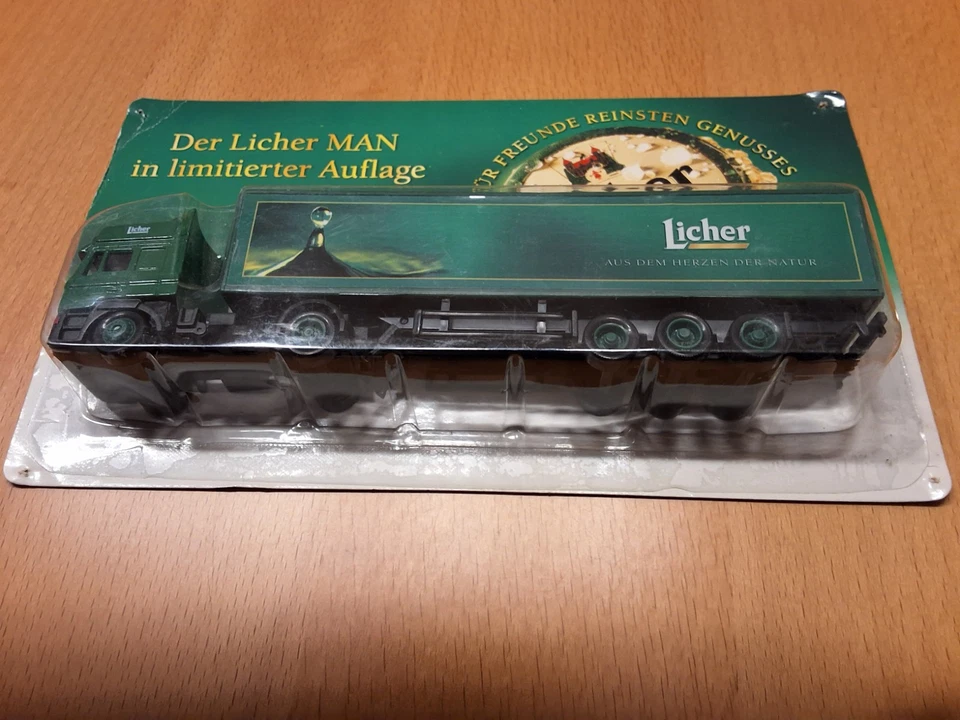 Der Licher MAN
in limitierter Auflage
FREUNDE REINSTEN GENUSSES
Licher
Licher
AUS DEM HERZEN DER NATUR